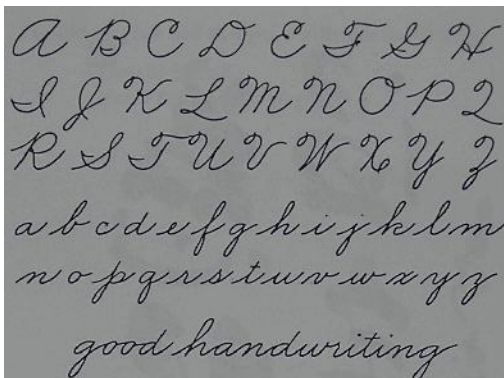 A B C D E F G H
I J K L M N O P Q
R S T U V W X Y Z
a b c d e f g h i j k l m
n o p q r s t u v w x y z
good handwriting